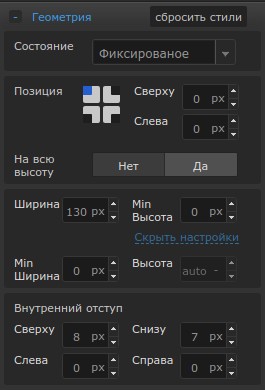 - Геометрия сбросить стили
Состояние Фиксированое
Позиция Сверху 0 px
Слева 0 px
На всю высоту Нет Да
Ширина 130 px Min Высота 0 px
Скрыть настройки
Min Ширина 0 px Высота auto -
Внутренний отступ
Сверху 8 px Снизу 7 px
Слева 0 px Справа 0 px